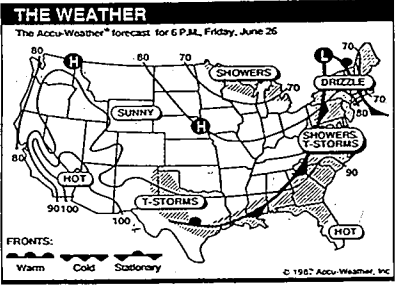 THE WEATHER
The Accu-Weather® forecast for 6 P.M., Friday, June 26
80
H
80
70
SHOWERS
L
70
DRIZZLE
70
SUNNY
H
80
SHOWERS
T-STORMS
80
HOT
90
T-STORMS
90 100
100
HOT
FRONTS:
Warm
Cold
Stationary
© 1987 Accu-Weather, Inc